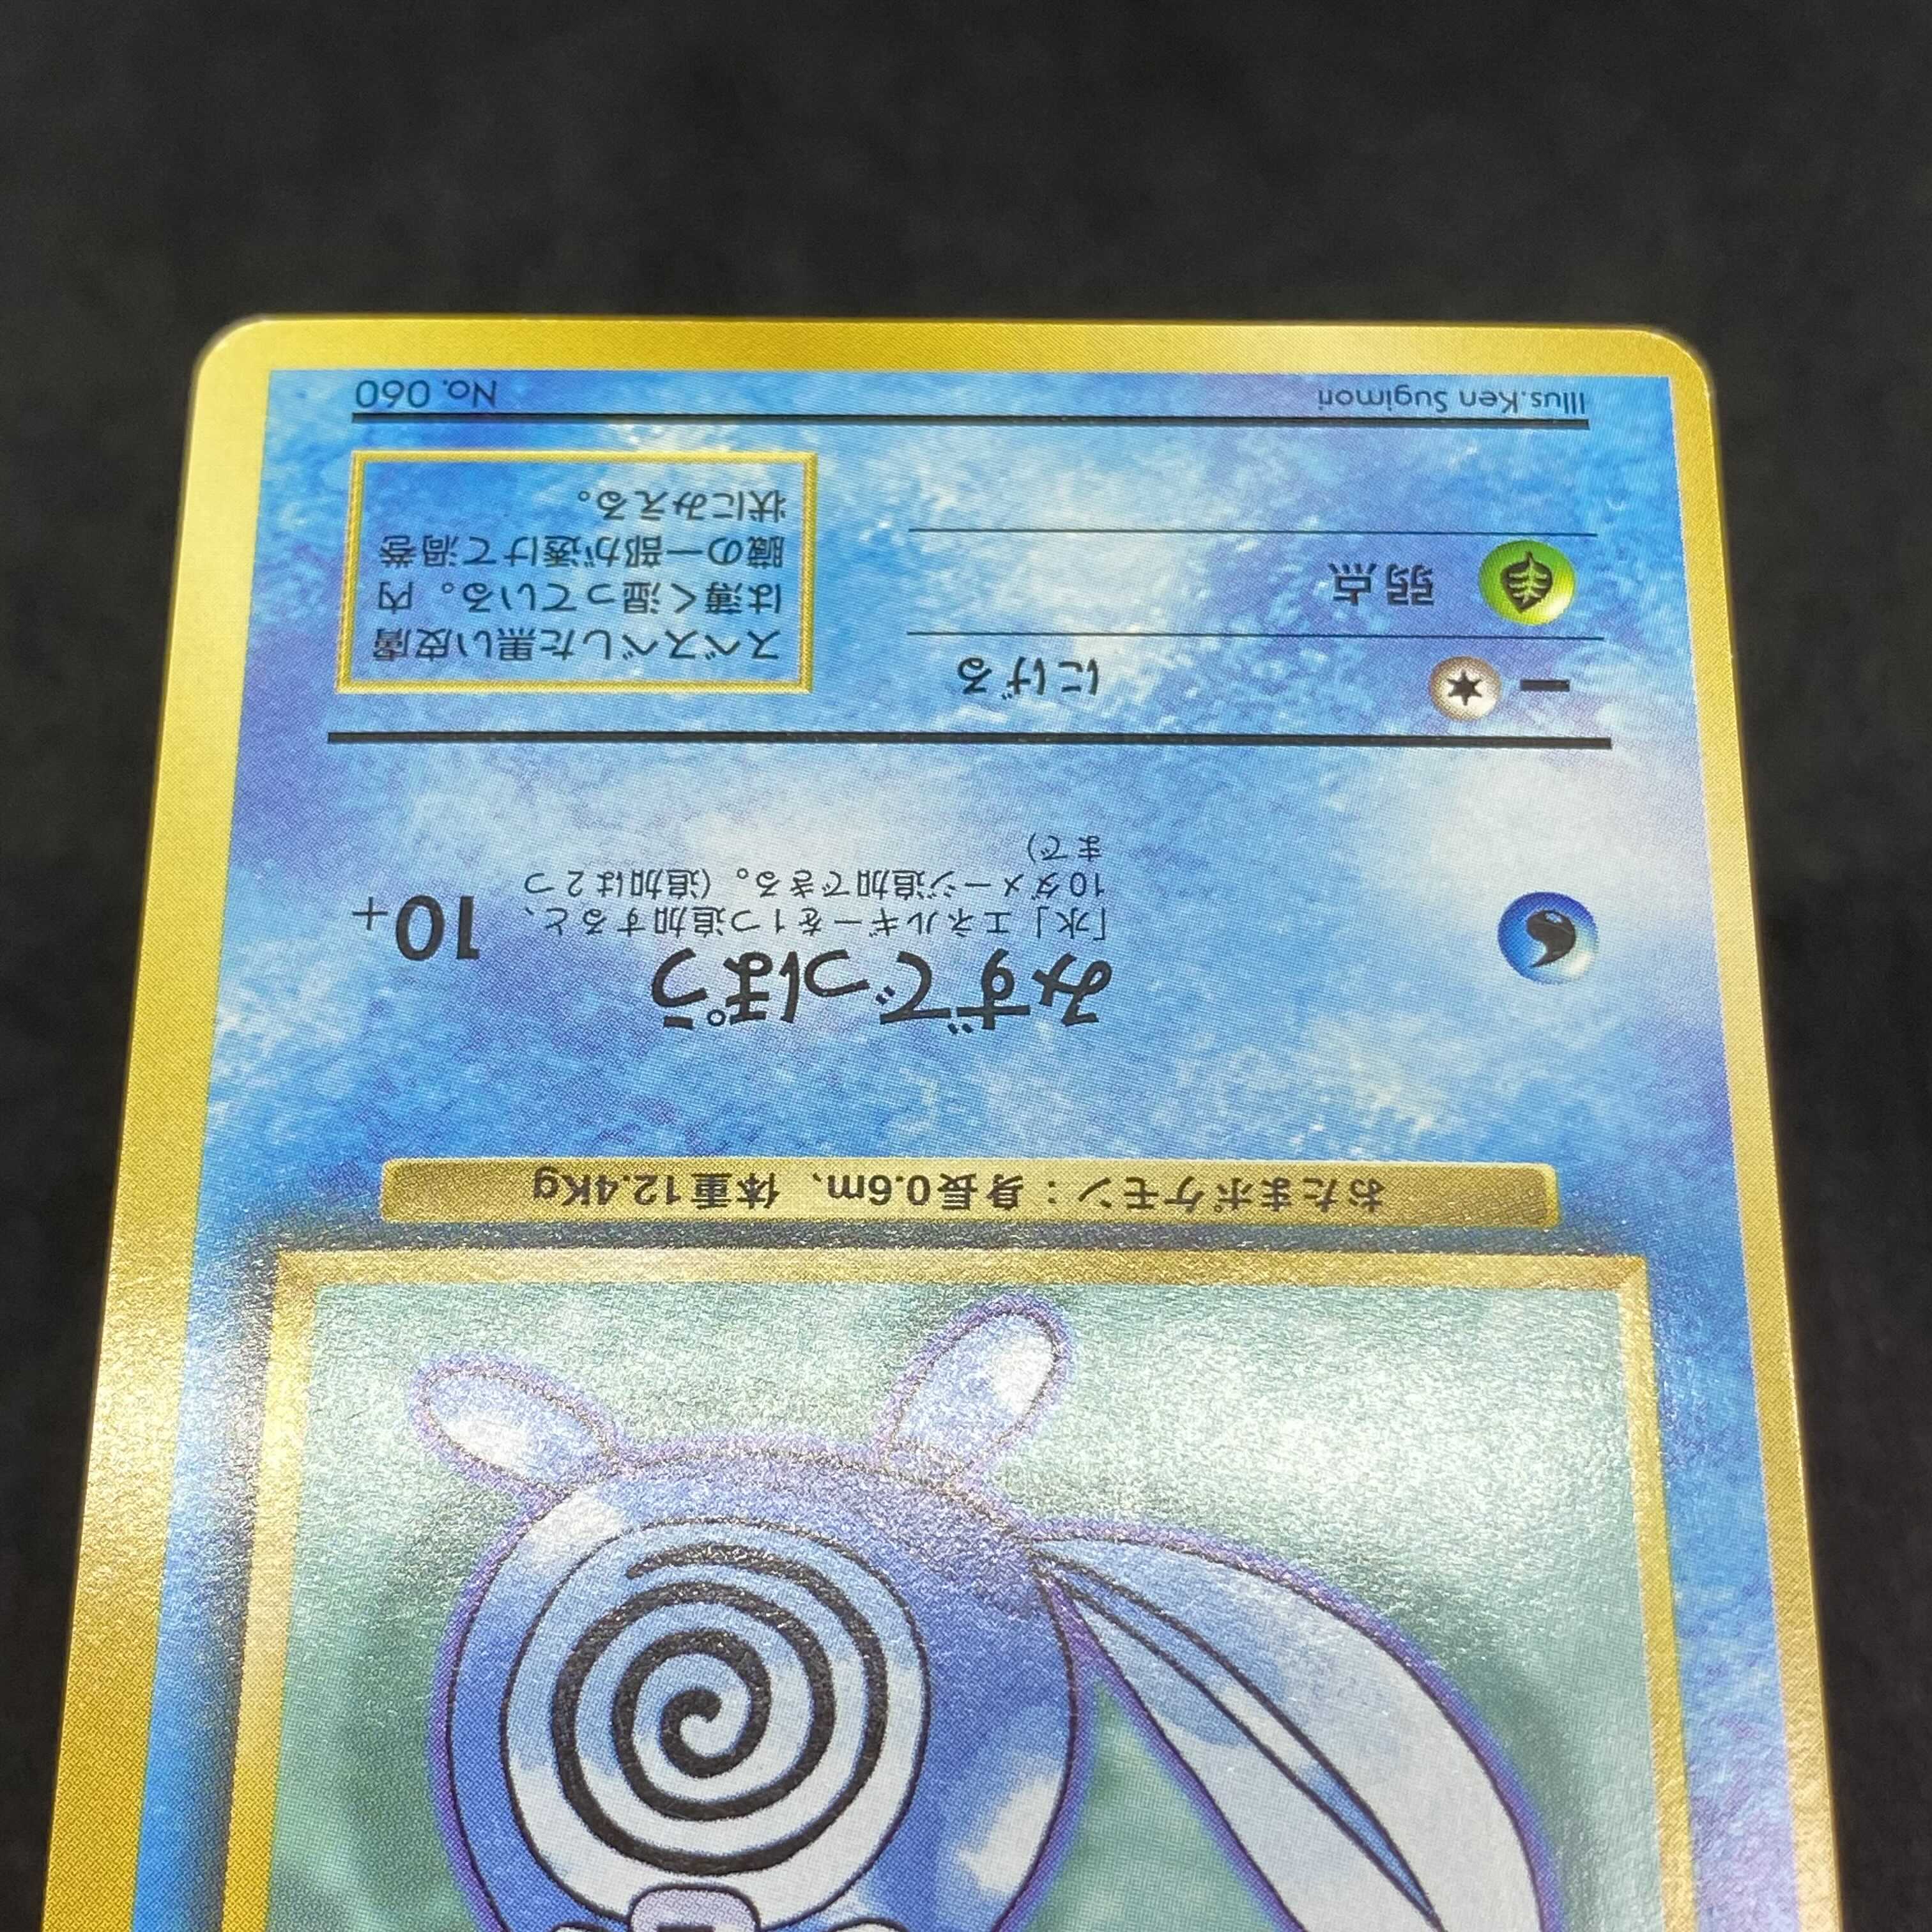 おたまポケモン：身長0.6m、体重12.4Kg
みずでっぽう
10+
「水」エネルギーを1つ追加すると、
10ダメージ追加できる。（追加は2つ
まで）
にげる
弱点
スベスベした黒い皮膚
は薄く湿っている。内
臓の一部が透けて渦巻
状にみえる。
Illus.Ken Sugimori
No. 060